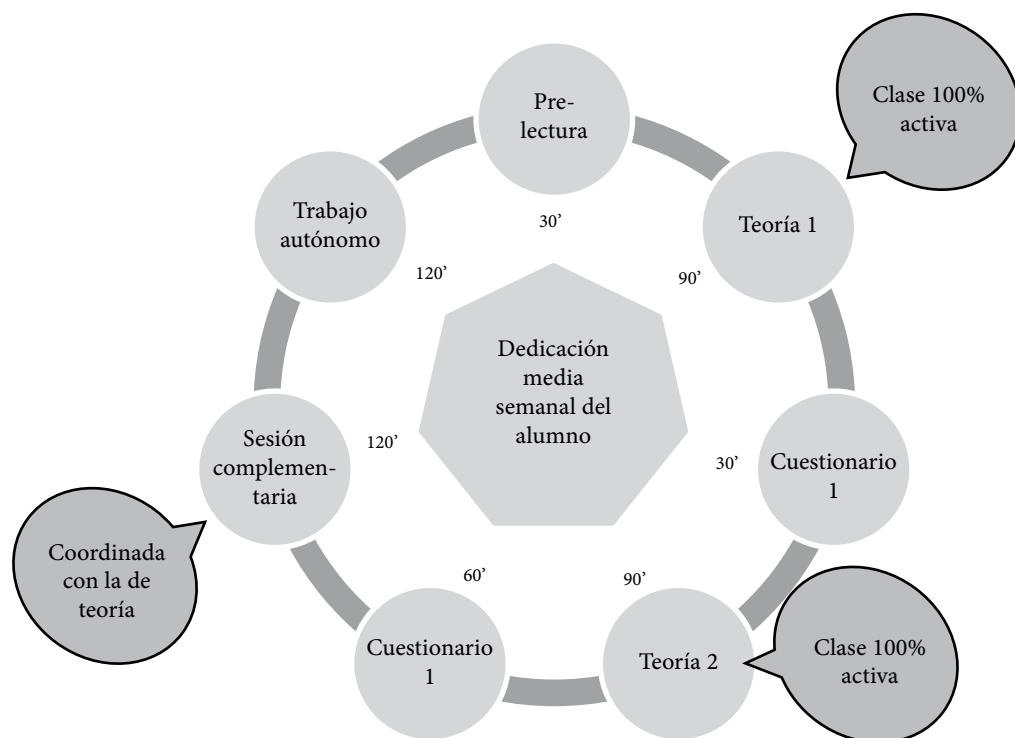 Pre-
lectura
30’
Clase 100%
activa
Teoría 1
90’
Cuestionario
1
30’
Clase 100%
activa
Teoría 2
90’
Cuestionario
1
60’
Coordinada
con la de
teoría
Sesión
complemen-
taria
120’
Trabajo
autónomo
120’
Dedicación
media
semanal del
alumno